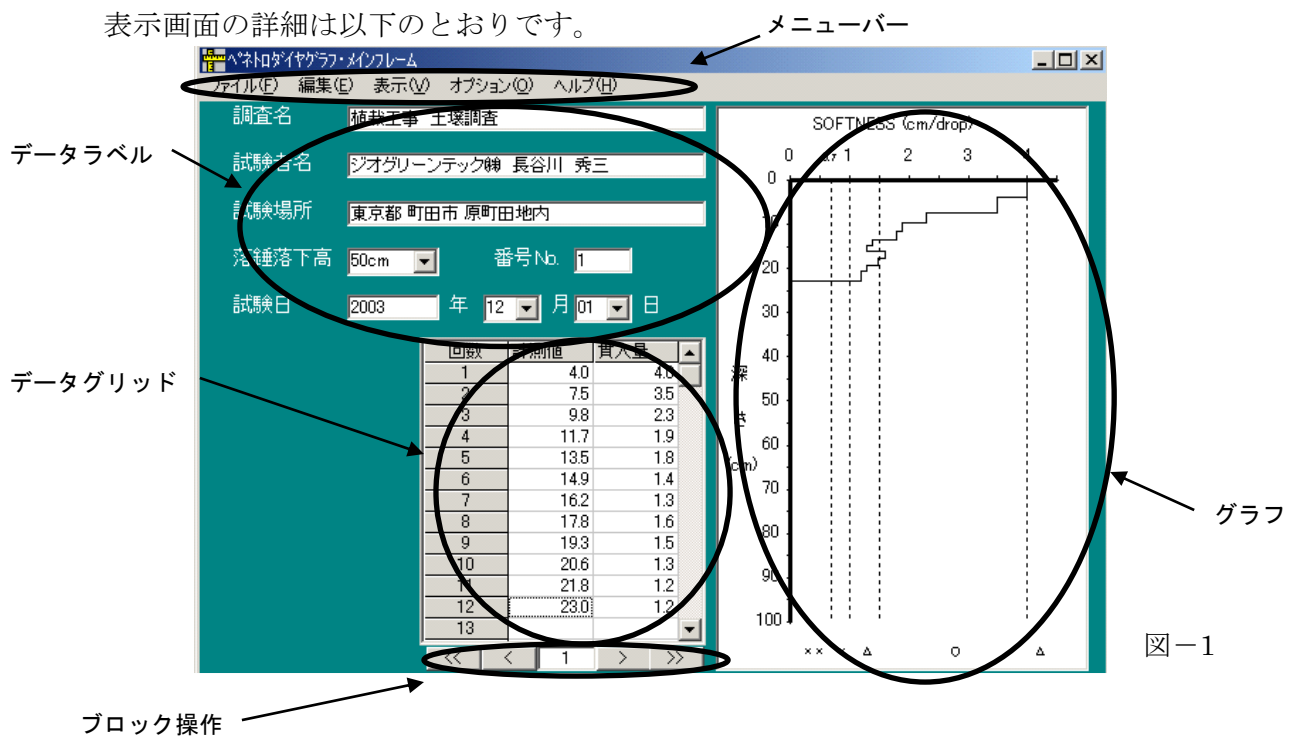 表示画面の詳細は以下のとおりです。
メニューバー
ペネトロダイヤグラフ・メインフレーム
ファイル(F) 編集(E) 表示(V) オプション(O) ヘルプ(H)
調査名 植栽工事 土壌調査
データラベル
試験者名 ジオグリーンテック㈱ 長谷川 秀三
試験場所 東京都 町田市 原町田地内
落錘落下高 50cm 番号No. 1
試験日 2003 年 12 月 01 日
データグリッド
回数 計測値 貫入量
1 4.0 4.0
2 7.5 3.5
3 9.8 2.3
4 11.7 1.9
5 13.5 1.8
6 14.9 1.4
7 16.2 1.3
8 17.8 1.6
9 19.3 1.5
10 20.6 1.3
11 21.8 1.2
12 23.0 1.2
13
<< < 1 > >>
ブロック操作
SOFTNESS (cm/drop)
0 0.7 1 2 3 4
0
10
20
30
40
50
60
70
80
90
100
深さ(cm)
×× × △ ○ △
グラフ
図－1